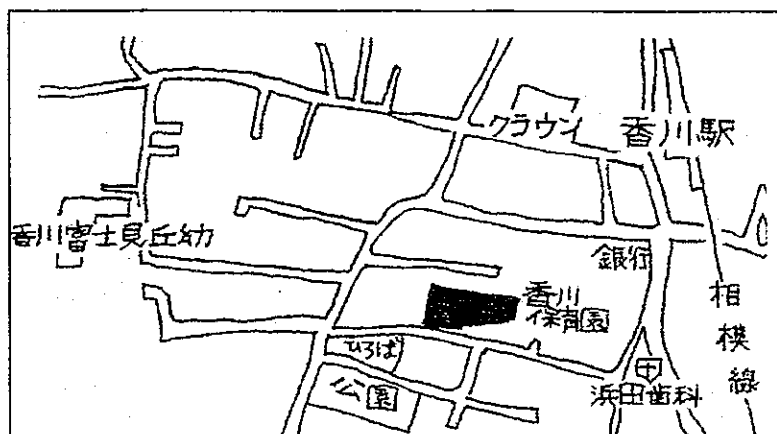 クラウン
香川駅
香川富士見丘幼
銀行
香川
保育園
相模線
ひろば
公園
浜田歯科